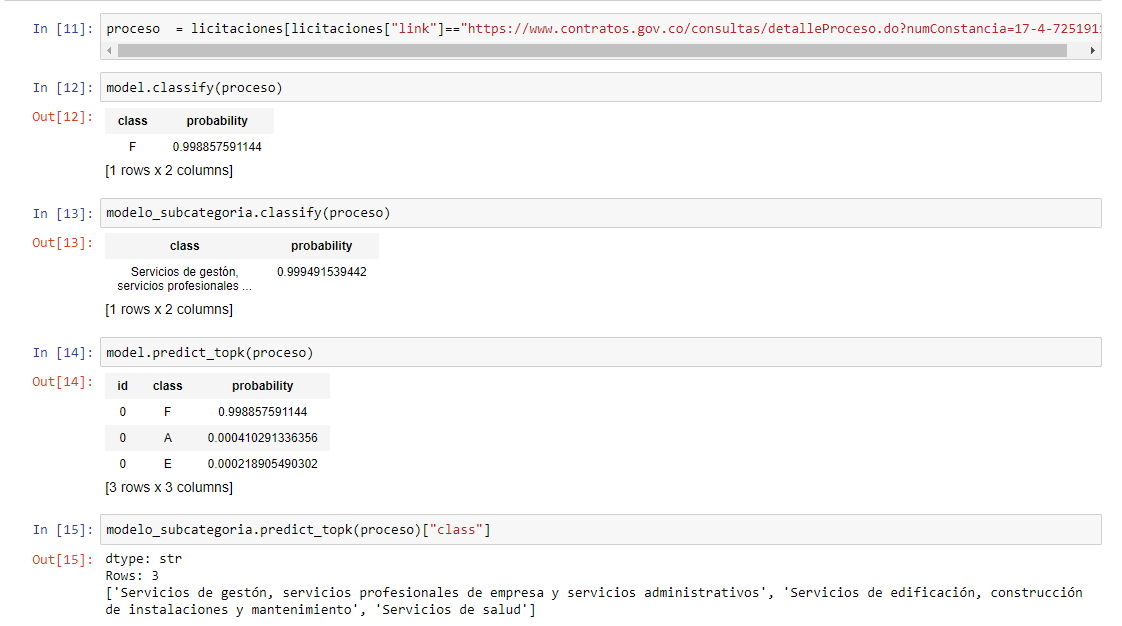 In [11]: proceso  = licitaciones[licitaciones["link"]=="https://www.contratos.gov.co/consultas/detalleProceso.do?numConstancia=17-4-725191
In [12]: model.classify(proceso)
Out[12]:
class probability
F 0.998857591144
[1 rows x 2 columns]
In [13]: modelo_subcategoria.classify(proceso)
Out[13]:
class probability
Servicios de gestón, 0.999491539442
servicios profesionales ...
[1 rows x 2 columns]
In [14]: model.predict_topk(proceso)
Out[14]:
id class probability
0 F 0.998857591144
0 A 0.000410291336356
0 E 0.000218905490302
[3 rows x 3 columns]
In [15]: modelo_subcategoria.predict_topk(proceso)["class"]
Out[15]: dtype: str
Rows: 3
['Servicios de gestón, servicios profesionales de empresa y servicios administrativos', 'Servicios de edificación, construcción
de instalaciones y mantenimiento', 'Servicios de salud']